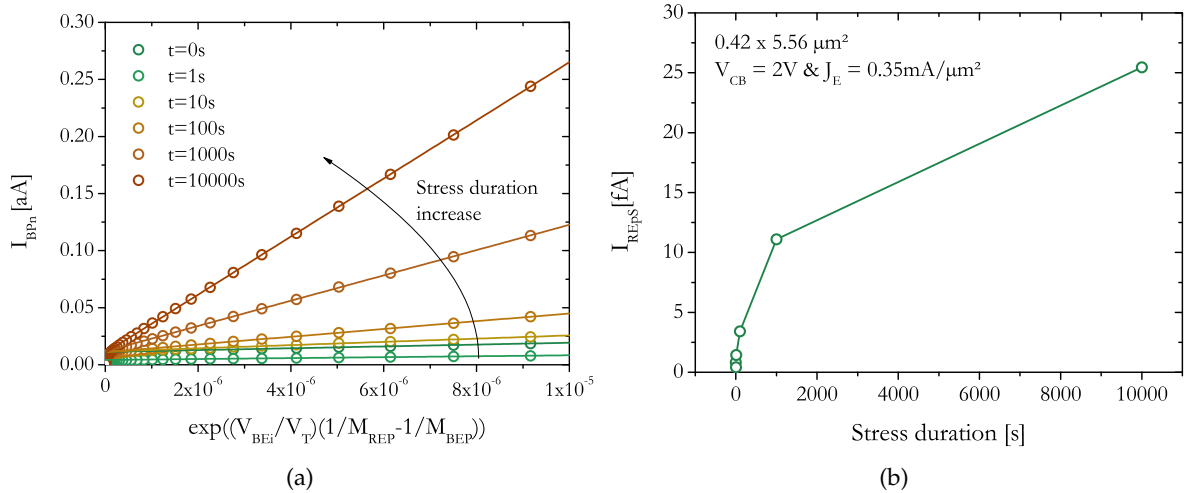 0.30
0.25
0.20
0.15
0.10
0.05
0.00
I_BPn [aA]
t=0s
t=1s
t=10s
t=100s
t=1000s
t=10000s
Stress duration
increase
0 2x10⁻⁶ 4x10⁻⁶ 6x10⁻⁶ 8x10⁻⁶ 1x10⁻⁵
exp((V_BEi/V_T)(1/M_REP-1/M_BEP))
(a)
30
25
20
15
10
5
0
I_REpS[fA]
0.42 x 5.56 µm²
V_CB = 2V & J_E = 0.35mA/µm²
0 2000 4000 6000 8000 10000
Stress duration [s]
(b)